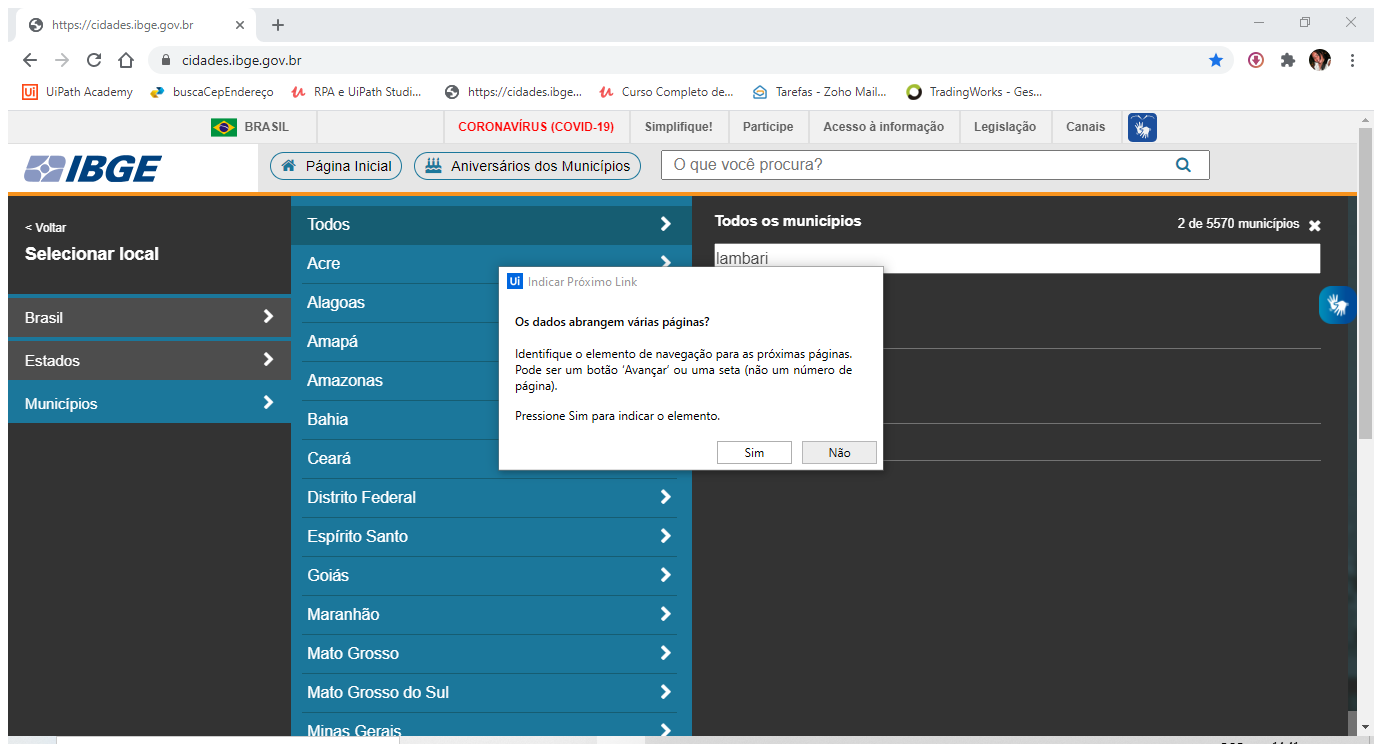 https://cidades.ibge.gov.br
cidades.ibge.gov.br
UiPath Academy
buscaCepEndereço
RPA e UiPath Studi...
https://cidades.ibge...
Curso Completo de...
Tarefas - Zoho Mail...
TradingWorks - Ges...
BRASIL
CORONAVÍRUS (COVID-19)
Simplifique!
Participe
Acesso à informação
Legislação
Canais
IBGE
Página Inicial
Aniversários dos Municípios
O que você procura?
< Voltar
Selecionar local
Brasil
Estados
Municípios
Todos
Acre
Alagoas
Amapá
Amazonas
Bahia
Ceará
Distrito Federal
Espírito Santo
Goiás
Maranhão
Mato Grosso
Mato Grosso do Sul
Minas Gerais
Todos os municípios
2 de 5570 municípios
lambari
Ui Indicar Próximo Link
Os dados abrangem várias páginas?
Identifique o elemento de navegação para as próximas páginas.
Pode ser um botão ‘Avançar’ ou uma seta (não um número de
página).
Pressione Sim para indicar o elemento.
Sim
Não